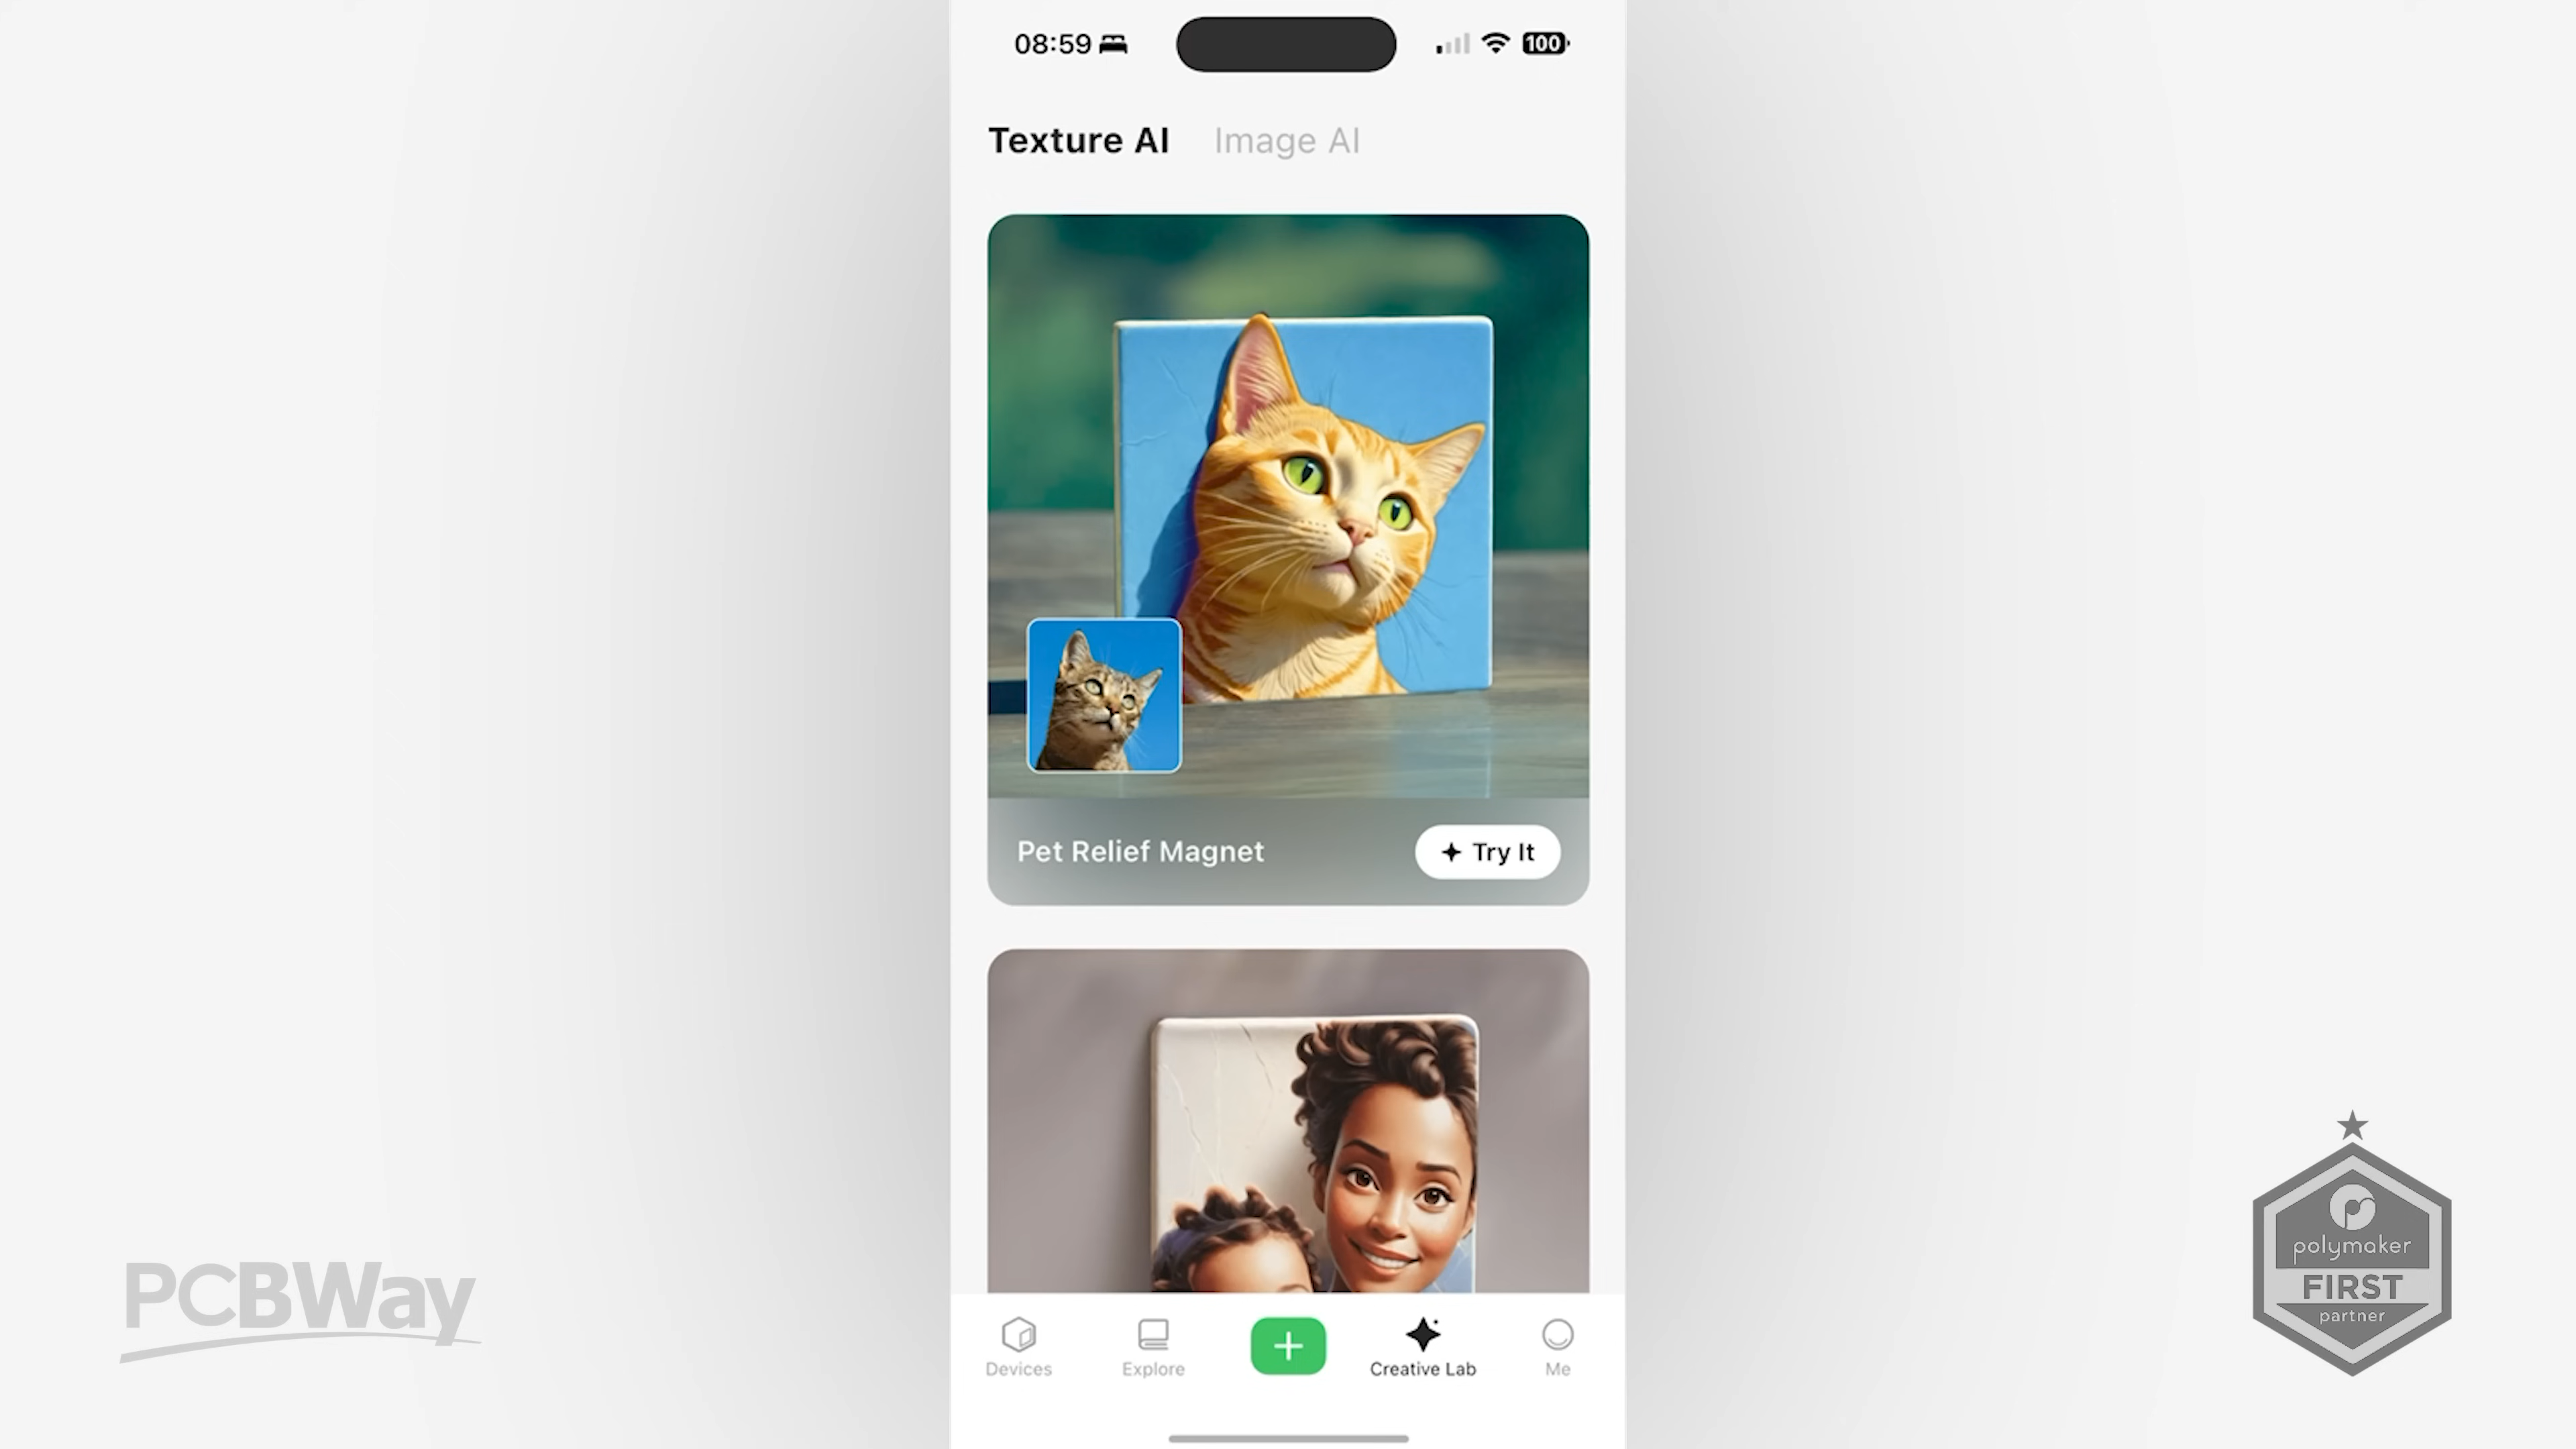 08:59
100
Texture AI Image AI
Pet Relief Magnet
Try It
Devices Explore Creative Lab Me
PCBWay
polymaker
FIRST
partner